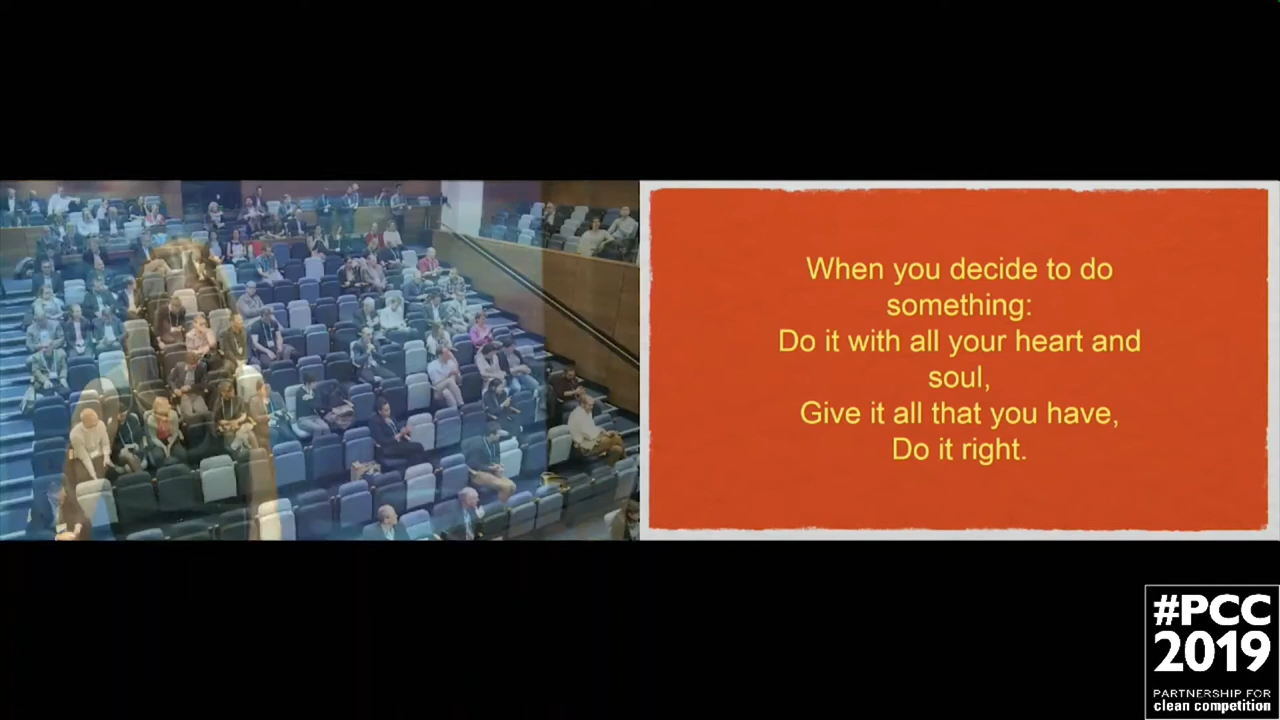 When you decide to do
something:
Do it with all your heart and
soul,
Give it all that you have,
Do it right.
#PCC
2019
PARTNERSHIP FOR
clean competition